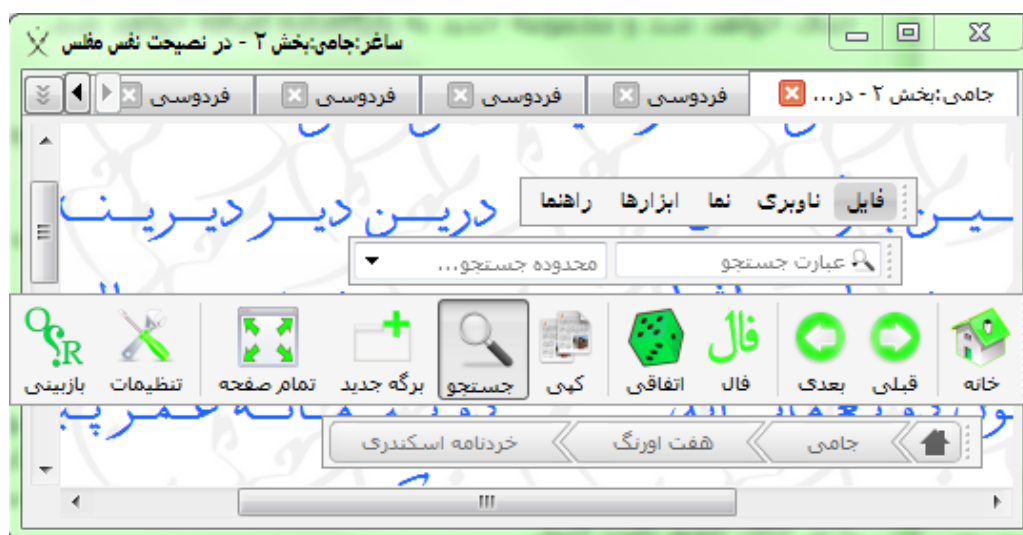 ساغر:جامی:بخش ۲ - در نصیحت نفس مفلس
جامی:بخش ۲ - در... فردوسی فردوسی فردوسی فردوسی
فایل ناوبری نما ابزارها راهنما
درین دیر دیرینه
عبارت جستجو محدوده جستجو...
خانه قبلی بعدی فال اتفاقی کپی جستجو برگه جدید تمام صفحه تنظیمات بازبینی
جامی هفت اورنگ خردنامه اسکندری